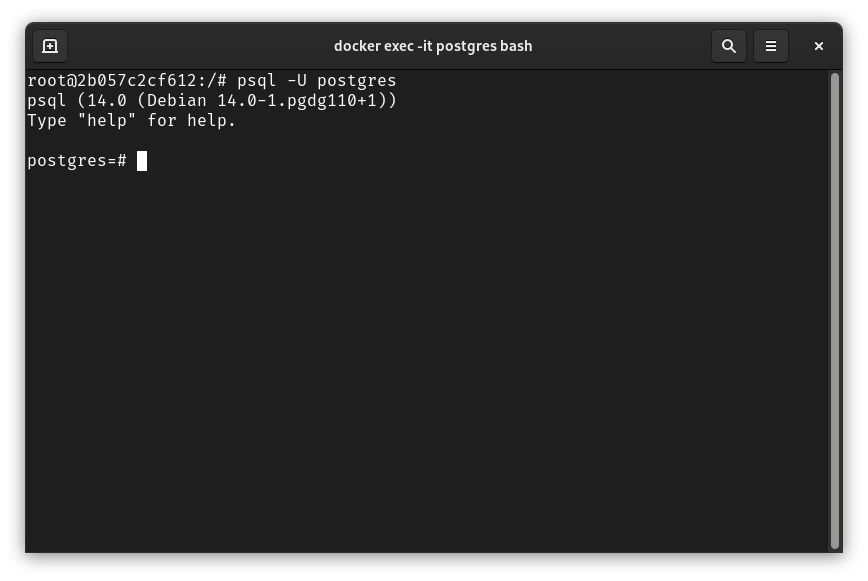 docker exec -it postgres bash
root@2b057c2cf612:/# psql -U postgres
psql (14.0 (Debian 14.0-1.pgdg110+1))
Type "help" for help.
postgres=#